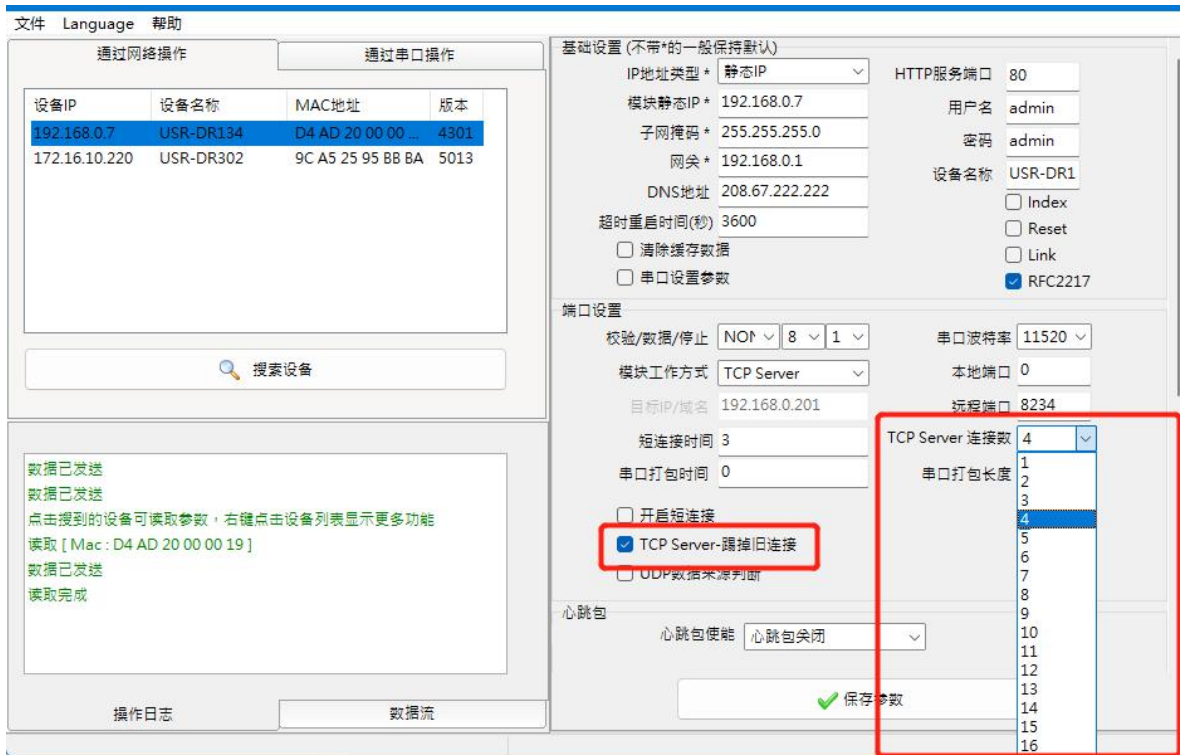 文件 Language 帮助
通过网络操作 通过串口操作
设备IP 设备名称 MAC地址 版本
192.168.0.7 USR-DR134 D4 AD 20 00 00 ... 4301
172.16.10.220 USR-DR302 9C A5 25 95 BB BA 5013
搜索设备
数据已发送
数据已发送
点击搜到的设备可读取参数，右键点击设备列表显示更多功能
读取 [ Mac : D4 AD 20 00 00 19 ]
数据已发送
读取完成
操作日志 数据流
基础设置 (不带*的一般保持默认)
IP地址类型 * 静态IP HTTP服务端口 80
模块静态IP * 192.168.0.7 用户名 admin
子网掩码 * 255.255.255.0 密码 admin
网关 * 192.168.0.1 设备名称 USR-DR1
DNS地址 208.67.222.222 Index
超时重启时间(秒) 3600 Reset
清除缓存数据 Link
串口设置参数 RFC2217
端口设置
校验/数据/停止 NON 8 1 串口波特率 11520
模块工作方式 TCP Server 本地端口 0
目标IP/域名 192.168.0.201 远程端口 8234
短连接时间 3 TCP Server 连接数 4
串口打包时间 0 串口打包长度
1
2
3
4
5
6
7
8
9
10
11
12
13
14
15
16
开启短连接
TCP Server-踢掉旧连接
UDP数据来源判断
心跳包
心跳包使能 心跳包关闭
保存参数